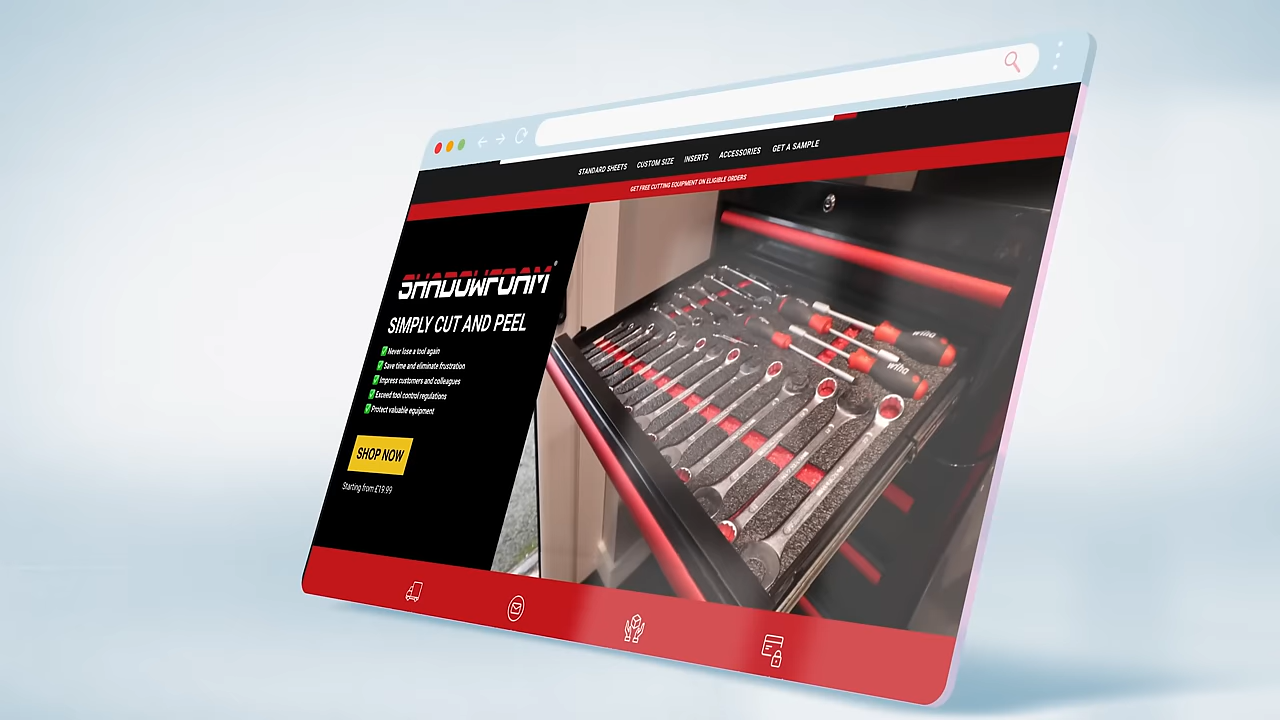 STANDARD SHEETS CUSTOM SIZE INSERTS ACCESSORIES GET A SAMPLE
GET FREE CUTTING EQUIPMENT ON ELIGIBLE ORDERS
SHADOWFOAM®
SIMPLY CUT AND PEEL
✅ Never lose a tool again
✅ Save time and eliminate frustration
✅ Impress customers and colleagues
✅ Exceed tool control regulations
✅ Protect valuable equipment
SHOP NOW
Starting from £19.99
wiha
wiha